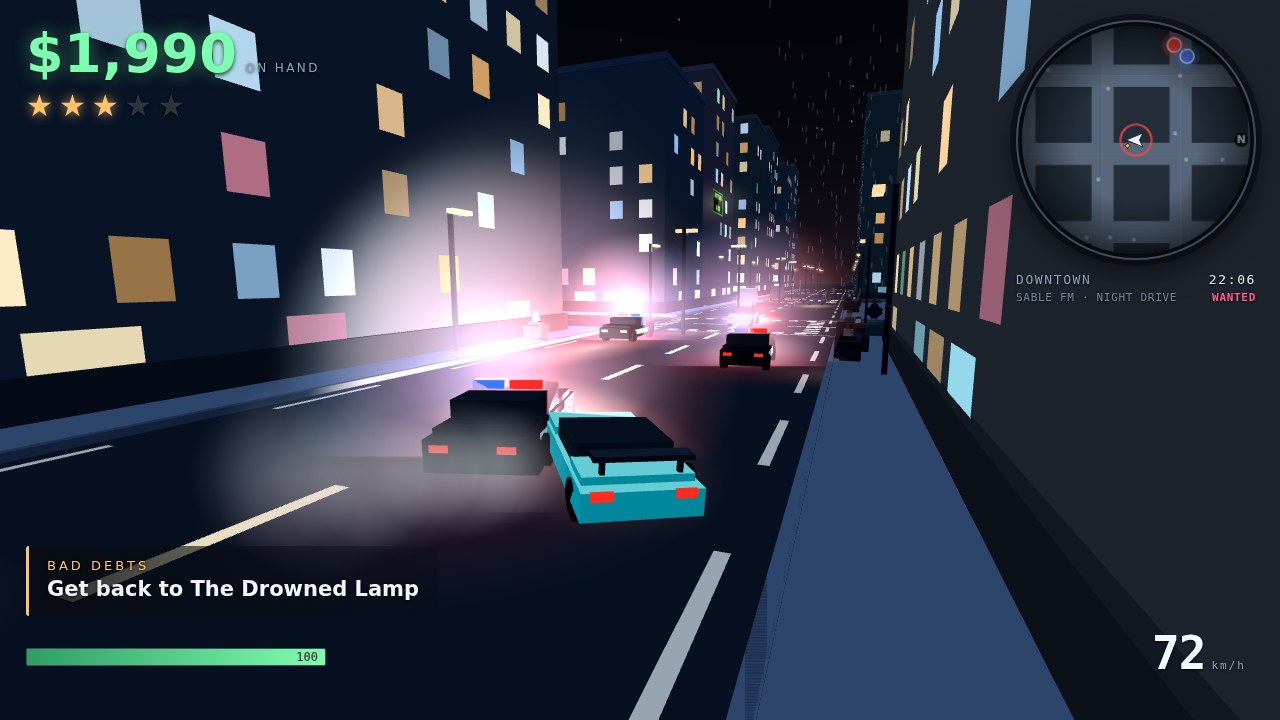 $1,990 ON HAND
N
DOWNTOWN 22:06
SABLE FM · NIGHT DRIVE WANTED
BAD DEBTS
Get back to The Drowned Lamp
100
72 km/h